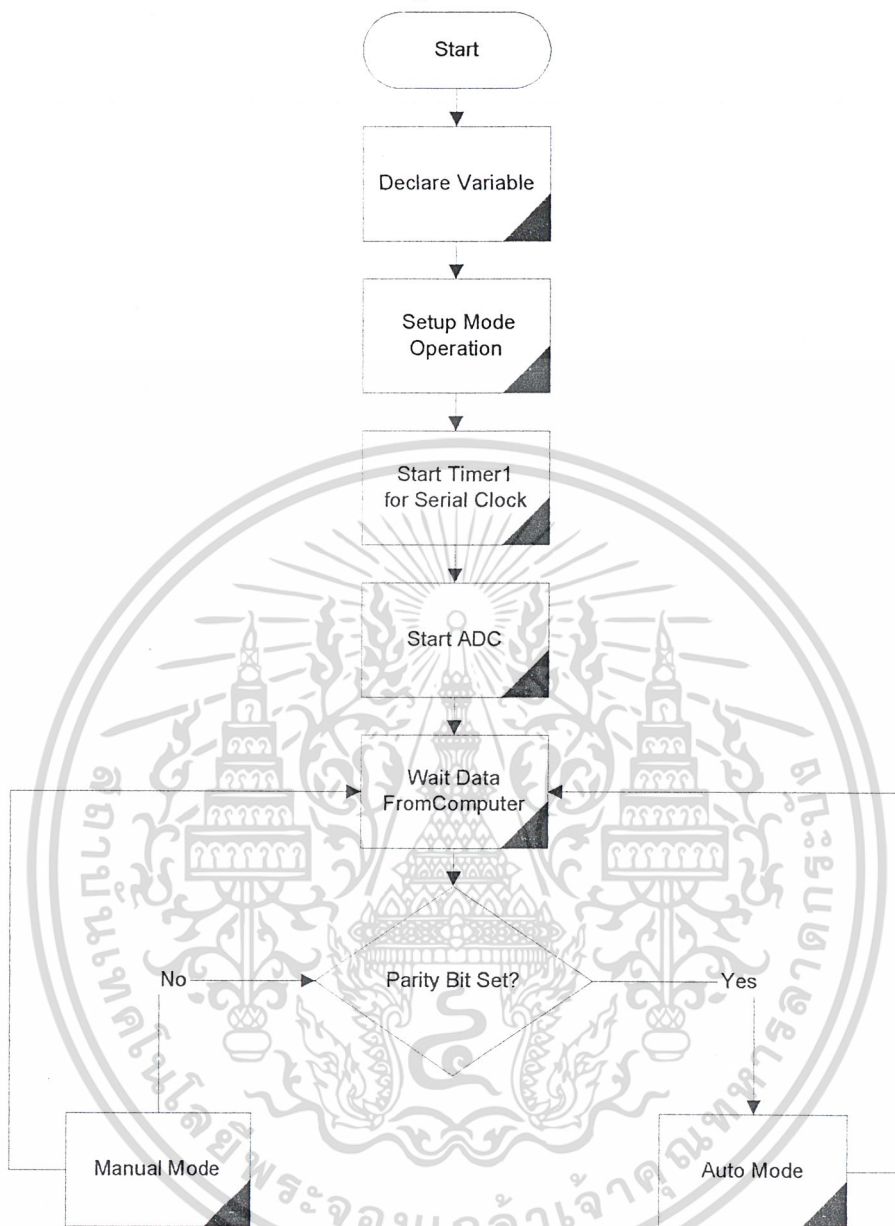 Start
Declare Variable
Setup Mode
Operation
Start Timer1
for Serial Clock
Start ADC
Wait Data
FromComputer
Parity Bit Set?
No
Yes
Manual Mode
Auto Mode